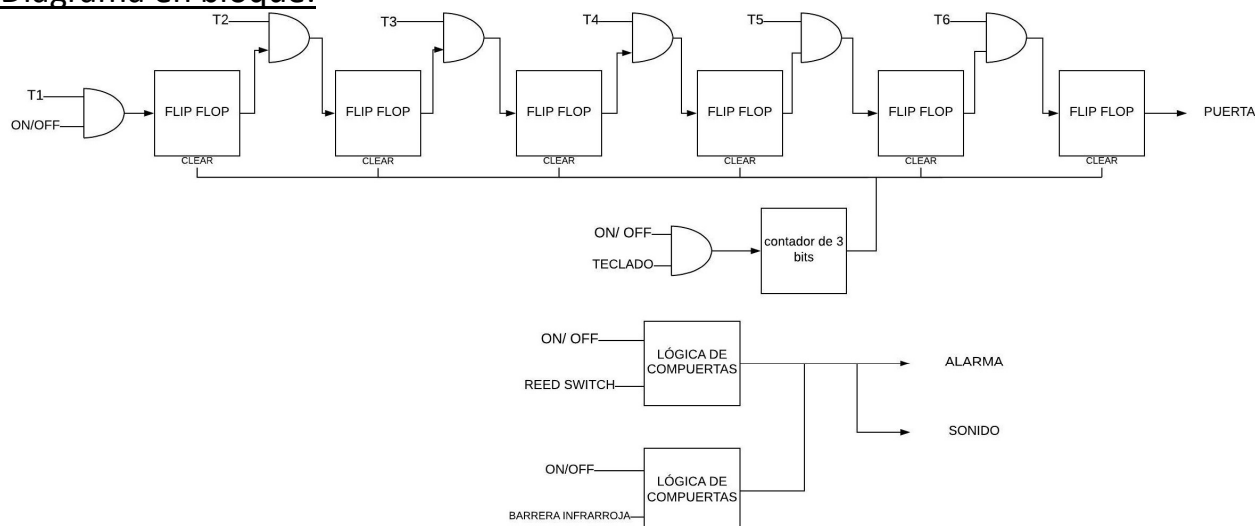 Diagrama en bloque:
T2
T3
T4
T5
T6
T1
ON/OFF
FLIP FLOP
FLIP FLOP
FLIP FLOP
FLIP FLOP
FLIP FLOP
FLIP FLOP
PUERTA
CLEAR
CLEAR
CLEAR
CLEAR
CLEAR
CLEAR
ON/ OFF
TECLADO
contador de 3
bits
ON/ OFF
REED SWITCH
LÓGICA DE
COMPUERTAS
ALARMA
SONIDO
ON/OFF
BARRERA INFRARROJA
LÓGICA DE
COMPUERTAS